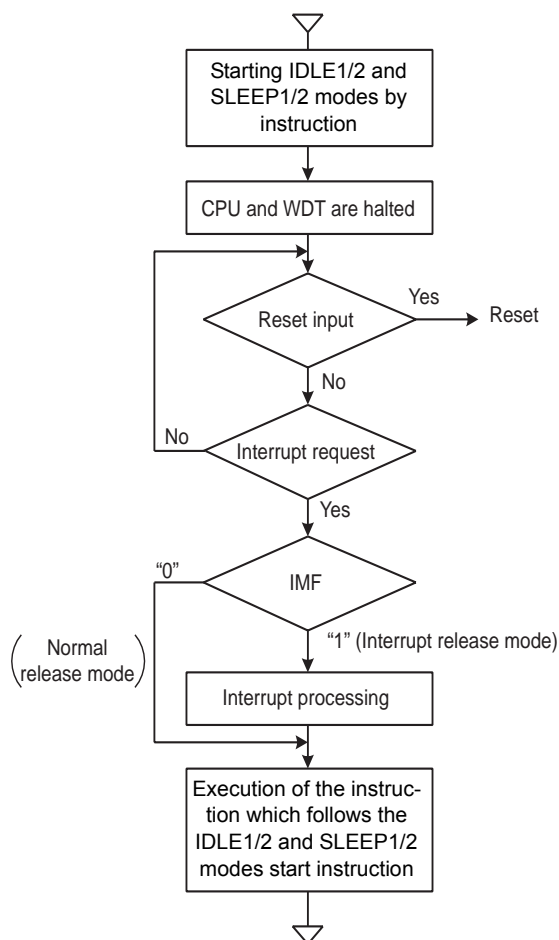 Starting IDLE1/2 and
SLEEP1/2 modes by
instruction
CPU and WDT are halted
Reset input
Yes
Reset
No
Interrupt request
No
Yes
IMF
“0”
Normal
release mode
“1” (Interrupt release mode)
Interrupt processing
Execution of the instruc-
tion which follows the
IDLE1/2 and SLEEP1/2
modes start instruction